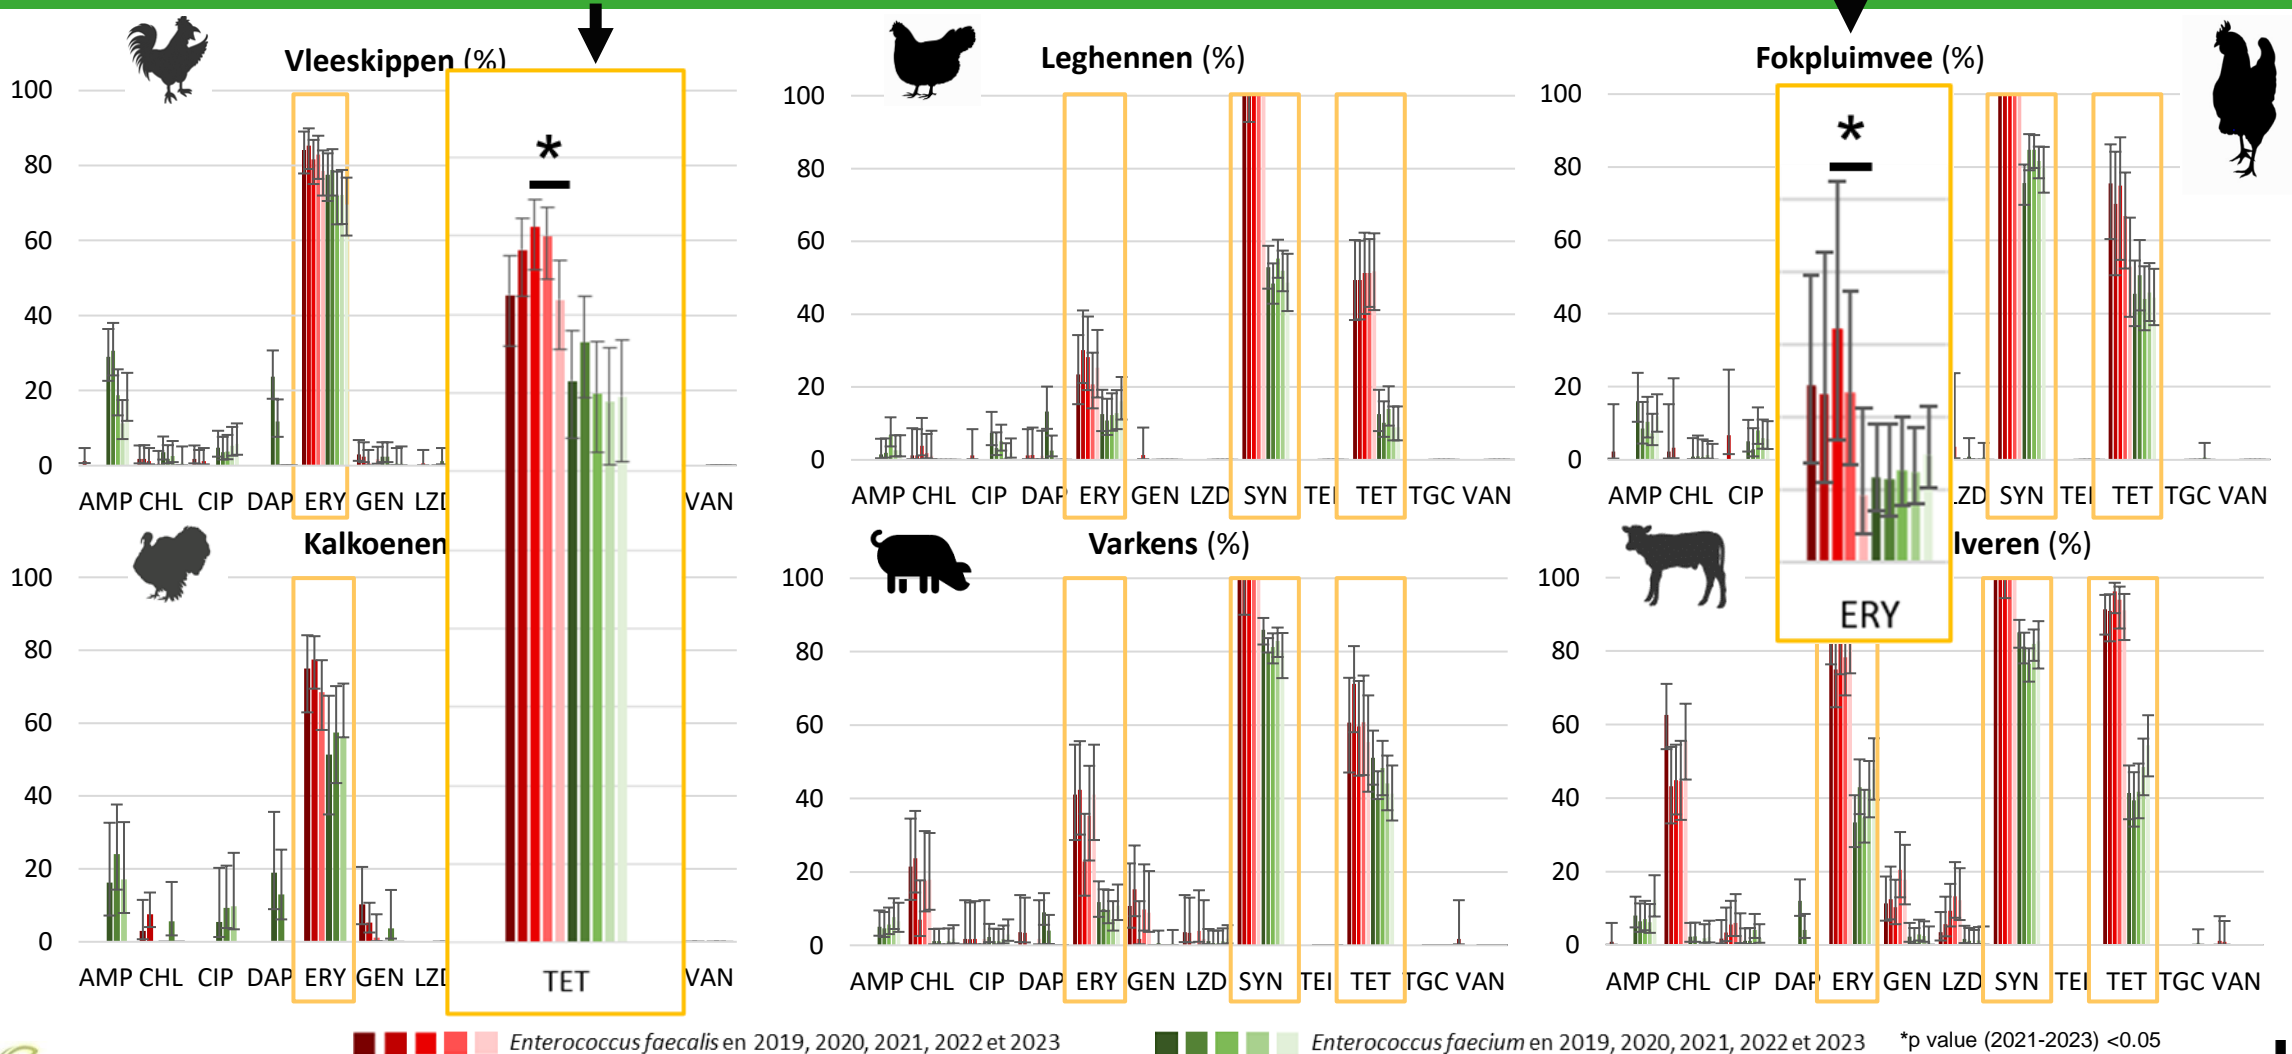 Vleeskippen (%)
100
80
60
40
20
0
AMP CHL CIP DAP ERY GEN VAN
*
TET
Leghennen (%)
100
80
60
40
20
0
AMP CHL CIP DAP ERY GEN LZD SYN TET TGC VAN
Fokpluimvee (%)
100
80
60
40
20
0
AMP CHL CIP LZD SYN TET TGC VAN
*
ERY
Kalkoenen
100
80
60
40
20
0
AMP CHL CIP DAP ERY GEN VAN
Varkens (%)
100
80
60
40
20
0
AMP CHL CIP DAP ERY GEN LZD SYN TET TGC VAN
lveren (%)
100
80
60
40
20
0
AMP CHL CIP DAP ERY GEN LZD SYN TET TGC VAN
Enterococcus faecalis en 2019, 2020, 2021, 2022 et 2023
Enterococcus faecium en 2019, 2020, 2021, 2022 et 2023
*p value (2021-2023) <0.05